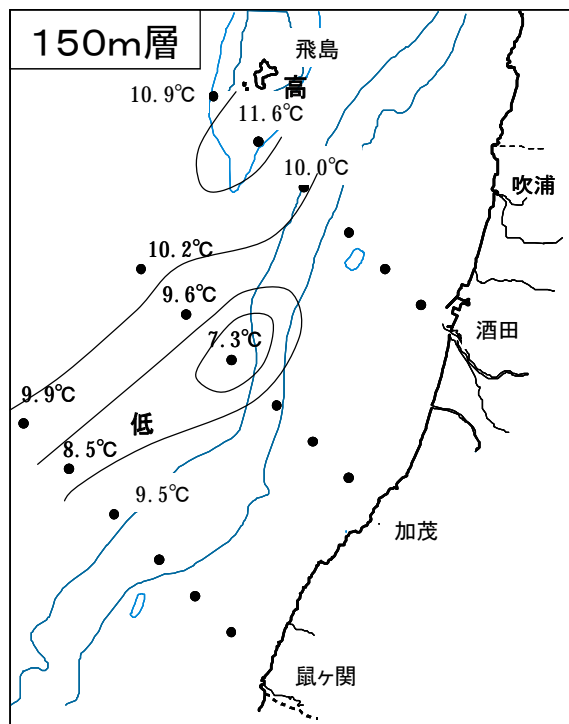 150m層
飛島
10.9℃
高
11.6℃
10.0℃
吹浦
10.2℃
9.6℃
酒田
7.3℃
9.9℃
低
8.5℃
9.5℃
加茂
鼠ヶ関